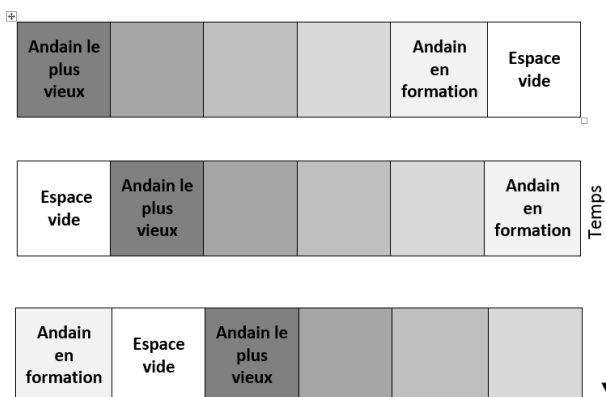 Andain le
plus
vieux
Andain
en
formation
Espace
vide
Espace
vide
Andain le
plus
vieux
Andain
en
formation
Temps
Andain
en
formation
Espace
vide
Andain le
plus
vieux